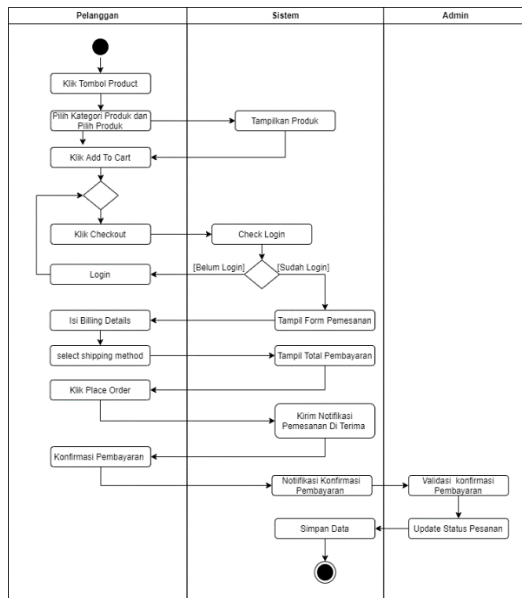 Pelanggan
Sistem
Admin
Klik Tombol Product
Pilih Kategori Produk dan
Pilih Produk
Tampilkan Produk
Klik Add To Cart
Klik Checkout
Check Login
Login
[Belum Login]
[Sudah Login]
Isi Billing Details
Tampil Form Pemesanan
select shipping method
Tampil Total Pembayaran
Klik Place Order
Kirim Notifikasi
Pemesanan Di Terima
Konfirmasi Pembayaran
Notifikasi Konfirmasi
Pembayaran
Validasi konfirmasi
Pembayaran
Simpan Data
Update Status Pesanan